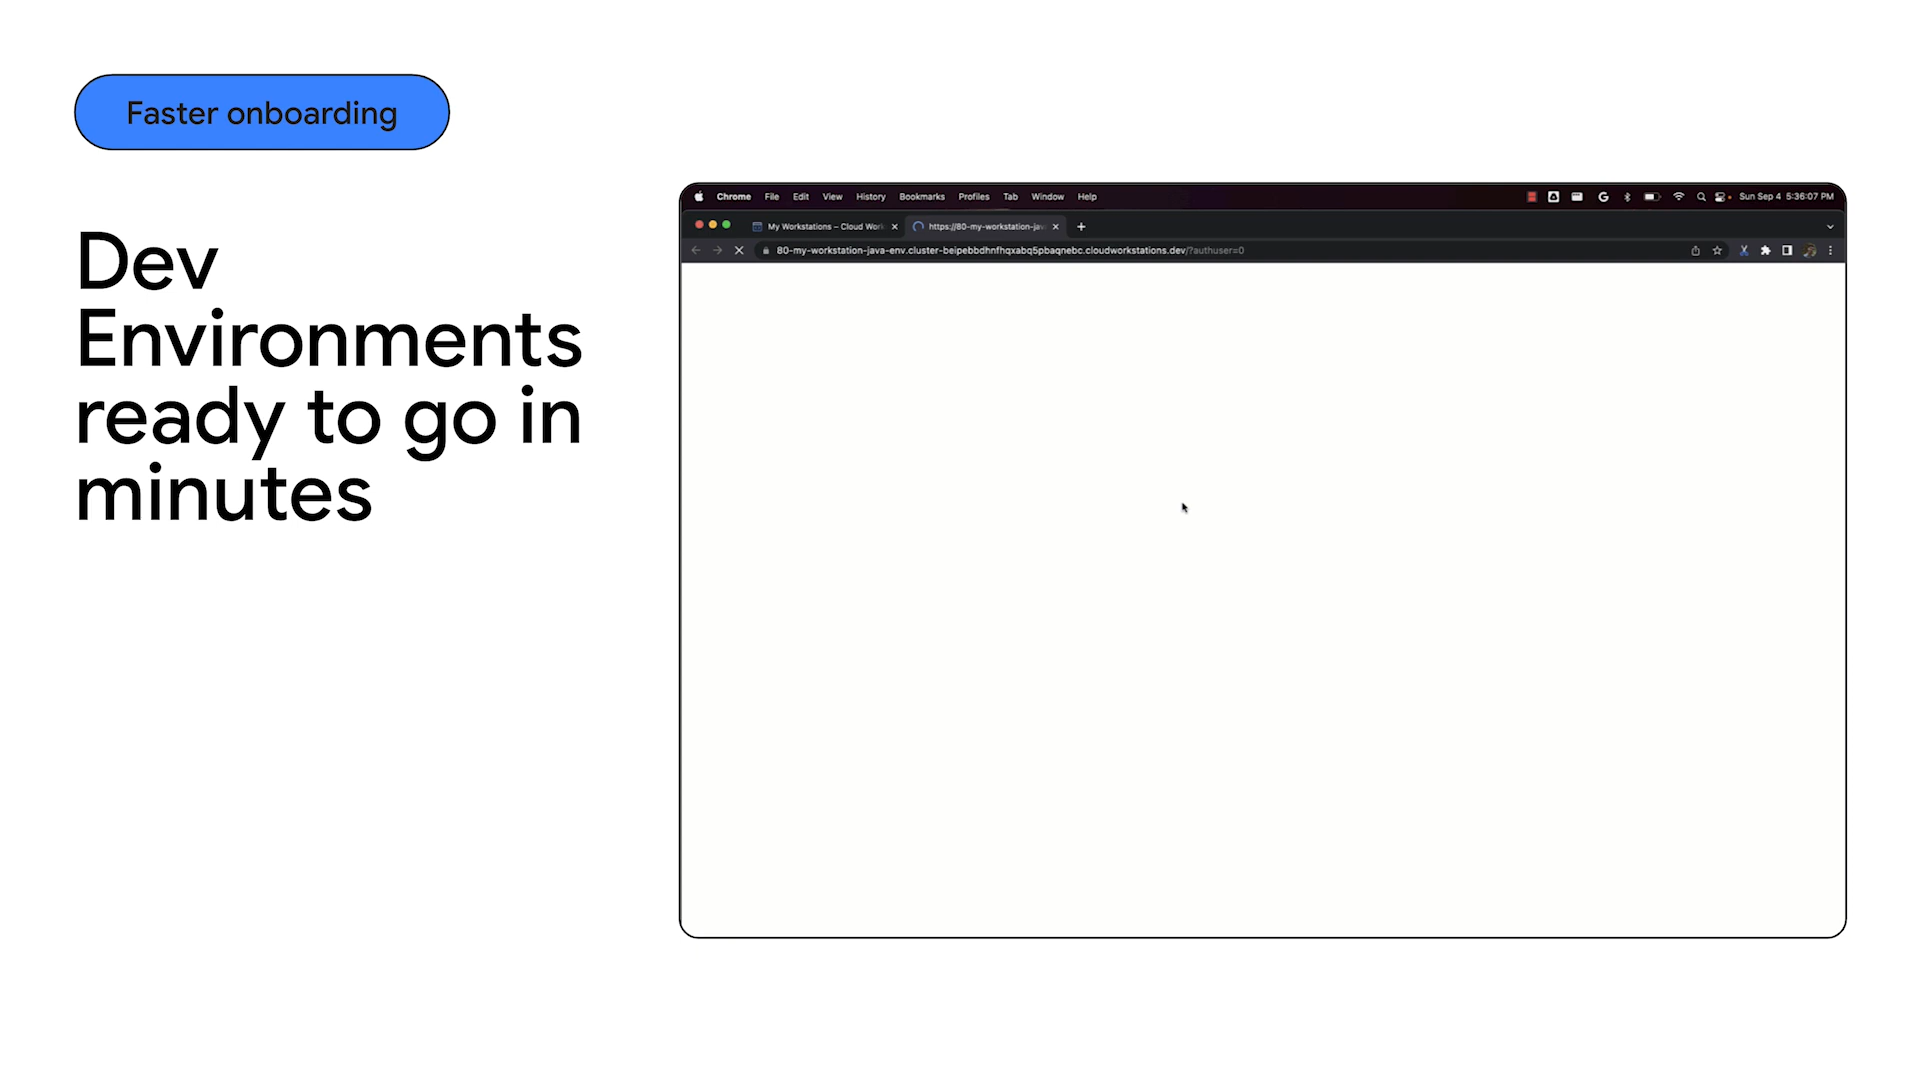 Faster onboarding
Dev
Environments
ready to go in
minutes
Chrome File Edit View History Bookmarks Profiles Tab Window Help
G
Sun Sep 4 5:36:07 PM
My Workstations – Cloud Work
https://80-my-workstation-jav
80-my-workstation-java-env.cluster-beipebbdhnfhqxabq5pbaqnebc.cloudworkstations.dev/?authuser=0